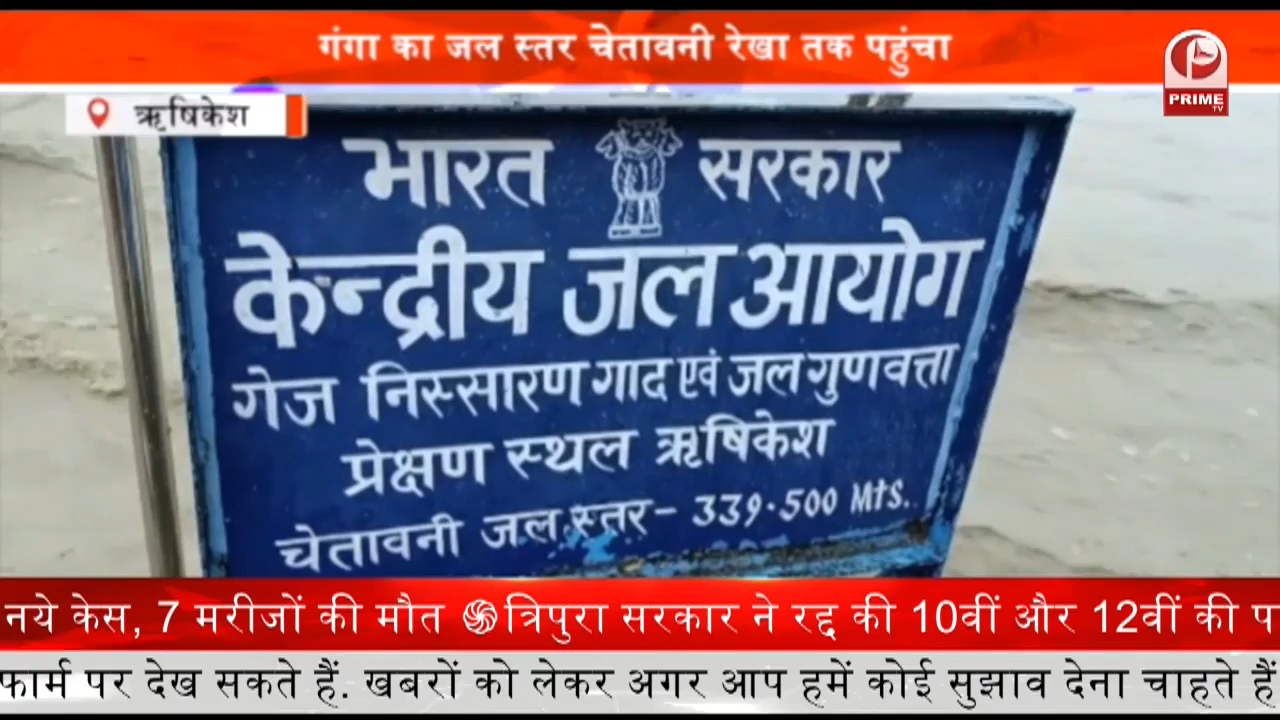 गंगा का जल स्तर चेतावनी रेखा तक पहुंचा
PRIME
TV
ऋषिकेश
भारत सरकार
केन्द्रीय जल आयोग
गेज निस्सारण गाद एवं जल गुणवत्ता
प्रेक्षण स्थल ऋषिकेश
चेतावनी जल स्तर- 339.500 Mts.
नये केस, 7 मरीजों की मौत त्रिपुरा सरकार ने रद्द की 10वीं और 12वीं की प
फार्म पर देख सकते हैं. खबरों को लेकर अगर आप हमें कोई सुझाव देना चाहते हैं